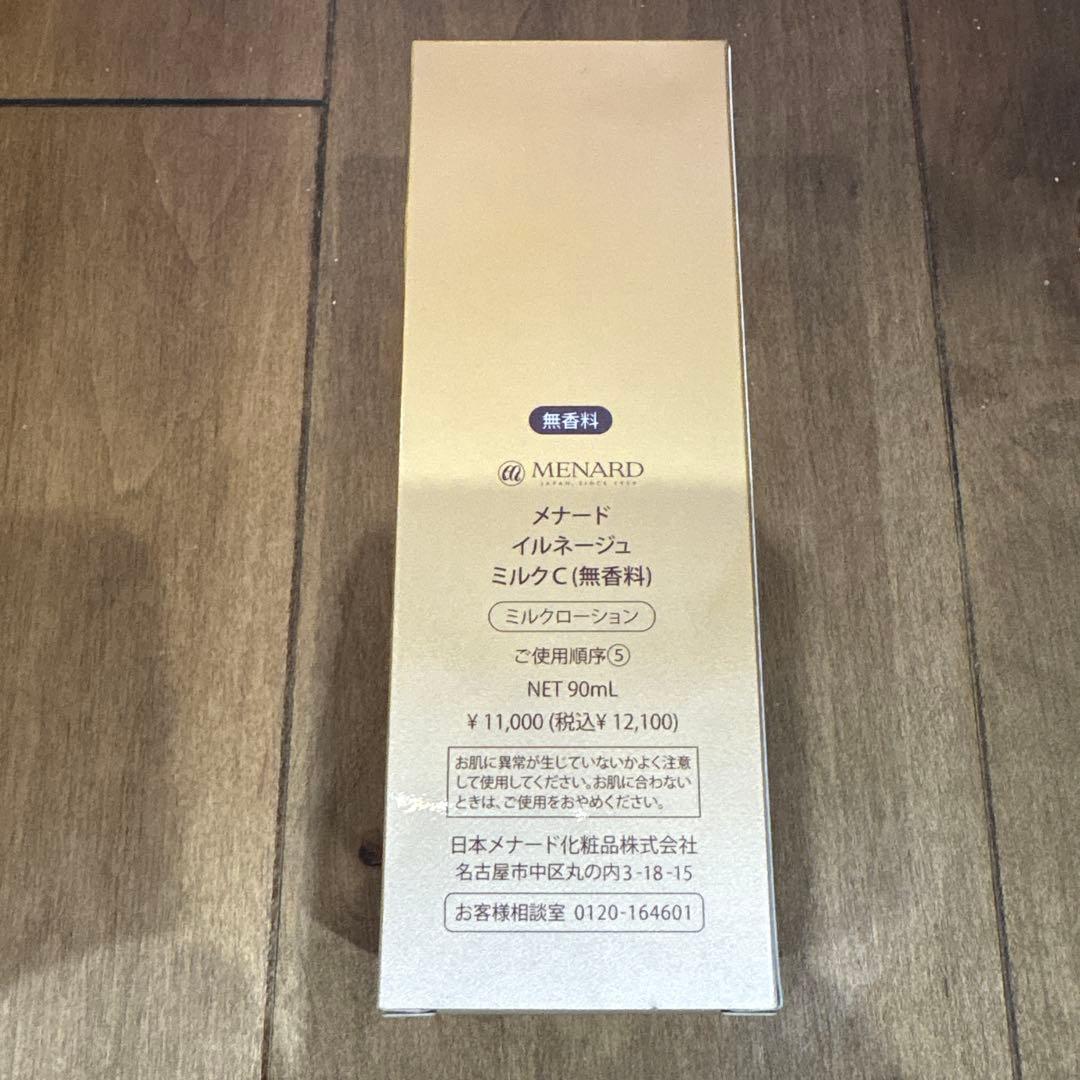 無香料
MENARD
JAPAN, SINCE 1959
メナード
イルネージュ
ミルクC(無香料)
ミルクローション
ご使用順序⑤
NET 90mL
¥11,000(税込¥12,100)
お肌に異常が生じていないかよく注意
して使用してください。お肌に合わない
ときは、ご使用をおやめください。
日本メナード化粧品株式会社
名古屋市中区丸の内3-18-15
お客様相談室 0120-164601